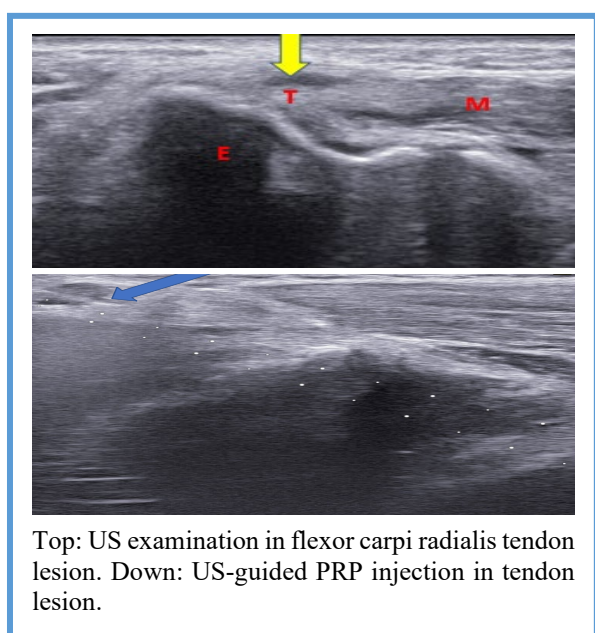 T
M
E
Top: US examination in flexor carpi radialis tendon
lesion. Down: US-guided PRP injection in tendon
lesion.